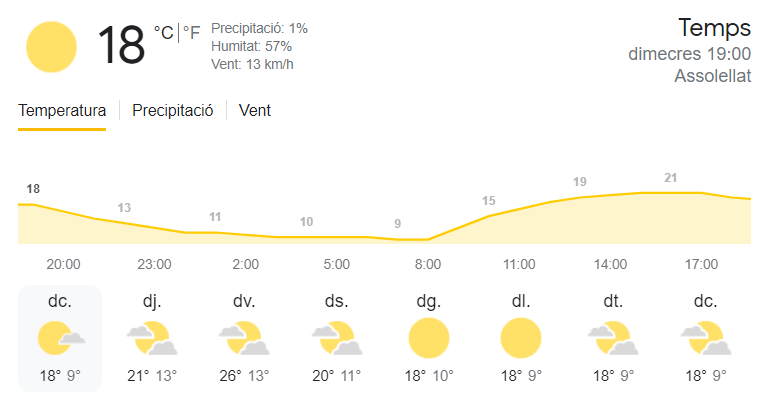 18 °C | °F
Precipitació: 1%
Humitat: 57%
Vent: 13 km/h
Temps
dimecres 19:00
Assolellat
Temperatura | Precipitació | Vent
18 13 11 10 9 15 19 21
20:00 23:00 2:00 5:00 8:00 11:00 14:00 17:00
dc. dj. dv. ds. dg. dl. dt. dc.
18° 9° 21° 13° 26° 13° 20° 11° 18° 10° 18° 9° 18° 9° 18° 9°